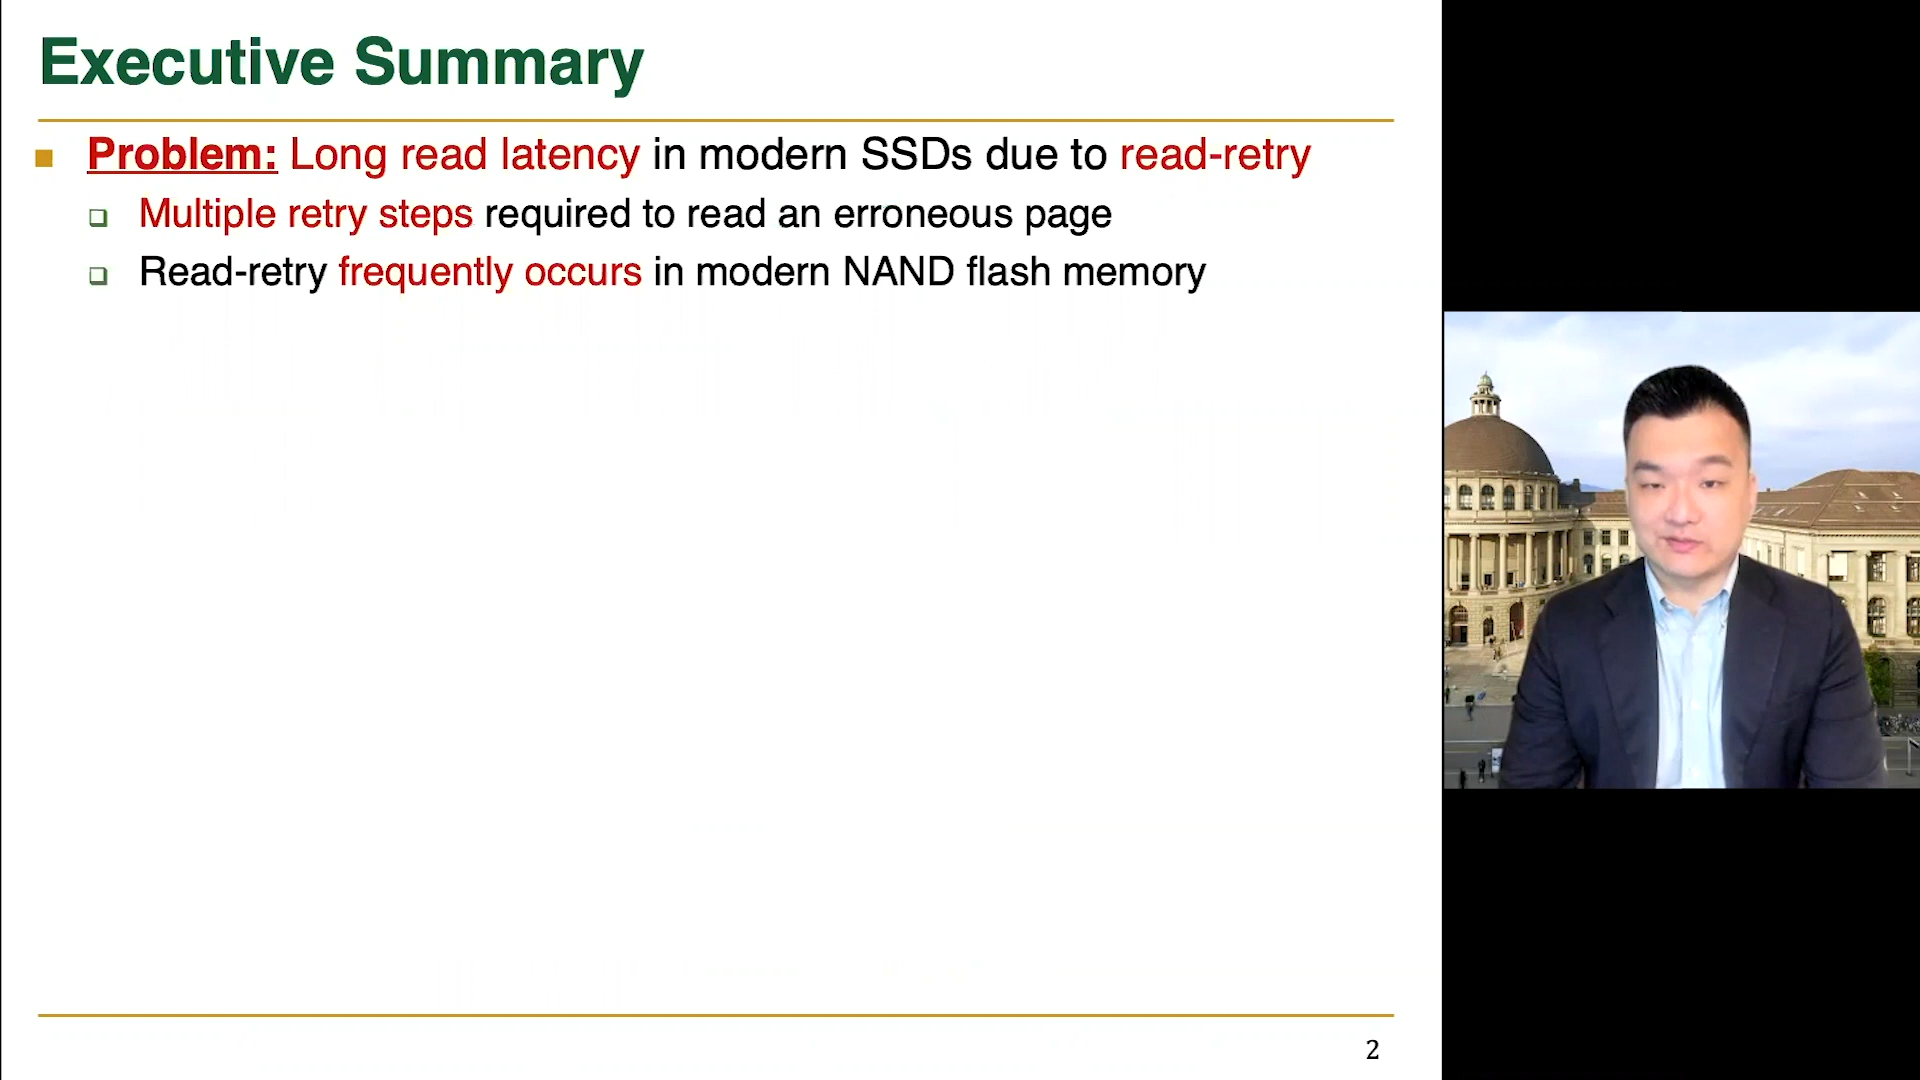 Executive Summary
Problem: Long read latency in modern SSDs due to read-retry
Multiple retry steps required to read an erroneous page
Read-retry frequently occurs in modern NAND flash memory
2